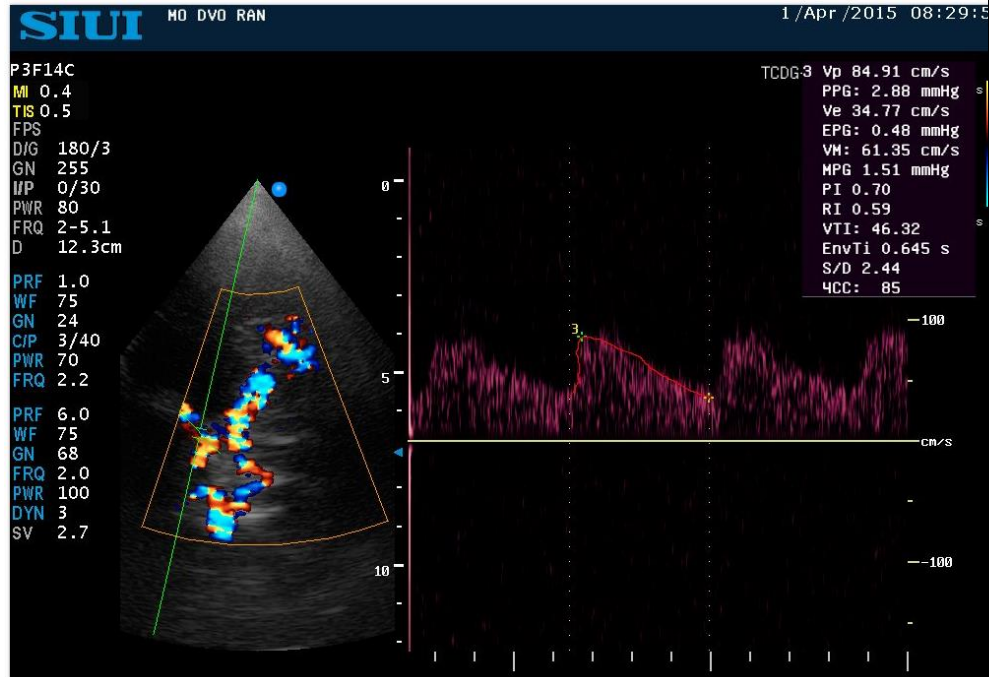 SIUI MO DVO RAN 1/Apr/2015 08:29:5
P3F14C
MI 0.4
TIS 0.5
FPS
D/G 180/3
GN 255
I/P 0/30
PWR 80
FRQ 2-5.1
D 12.3cm
PRF 1.0
WF 75
GN 24
C/P 3/40
PWR 70
FRQ 2.2
PRF 6.0
WF 75
GN 68
FRQ 2.0
PWR 100
DYN 3
SV 2.7
0
5
10
3
TCDG-3 Vp 84.91 cm/s
PPG: 2.88 mmHg
Ve 34.77 cm/s
EPG: 0.48 mmHg
VM: 61.35 cm/s
MPG 1.51 mmHg
PI 0.70
RI 0.59
VTI: 46.32
EnvTi 0.645 s
S/D 2.44
ЧСС: 85
s
s
100
cm/s
-100